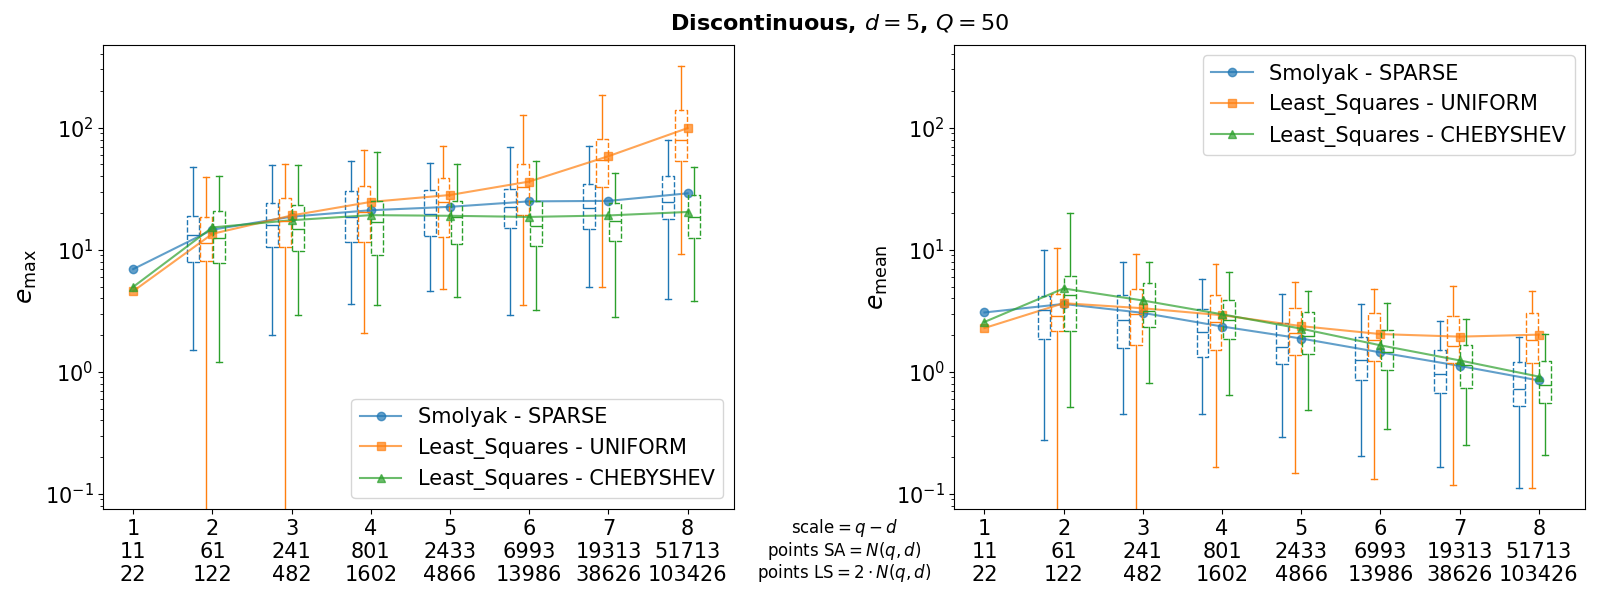 Discontinuous, d = 5, Q = 50
e_max
10^2
10^1
10^0
10^−1
Smolyak - SPARSE
Least_Squares - UNIFORM
Least_Squares - CHEBYSHEV
1 2 3 4 5 6 7 8
11 61 241 801 2433 6993 19313 51713
22 122 482 1602 4866 13986 38626 103426
scale = q − d
points SA = N(q, d)
points LS = 2 · N(q, d)
e_mean
10^2
10^1
10^0
10^−1
Smolyak - SPARSE
Least_Squares - UNIFORM
Least_Squares - CHEBYSHEV
1 2 3 4 5 6 7 8
11 61 241 801 2433 6993 19313 51713
22 122 482 1602 4866 13986 38626 103426